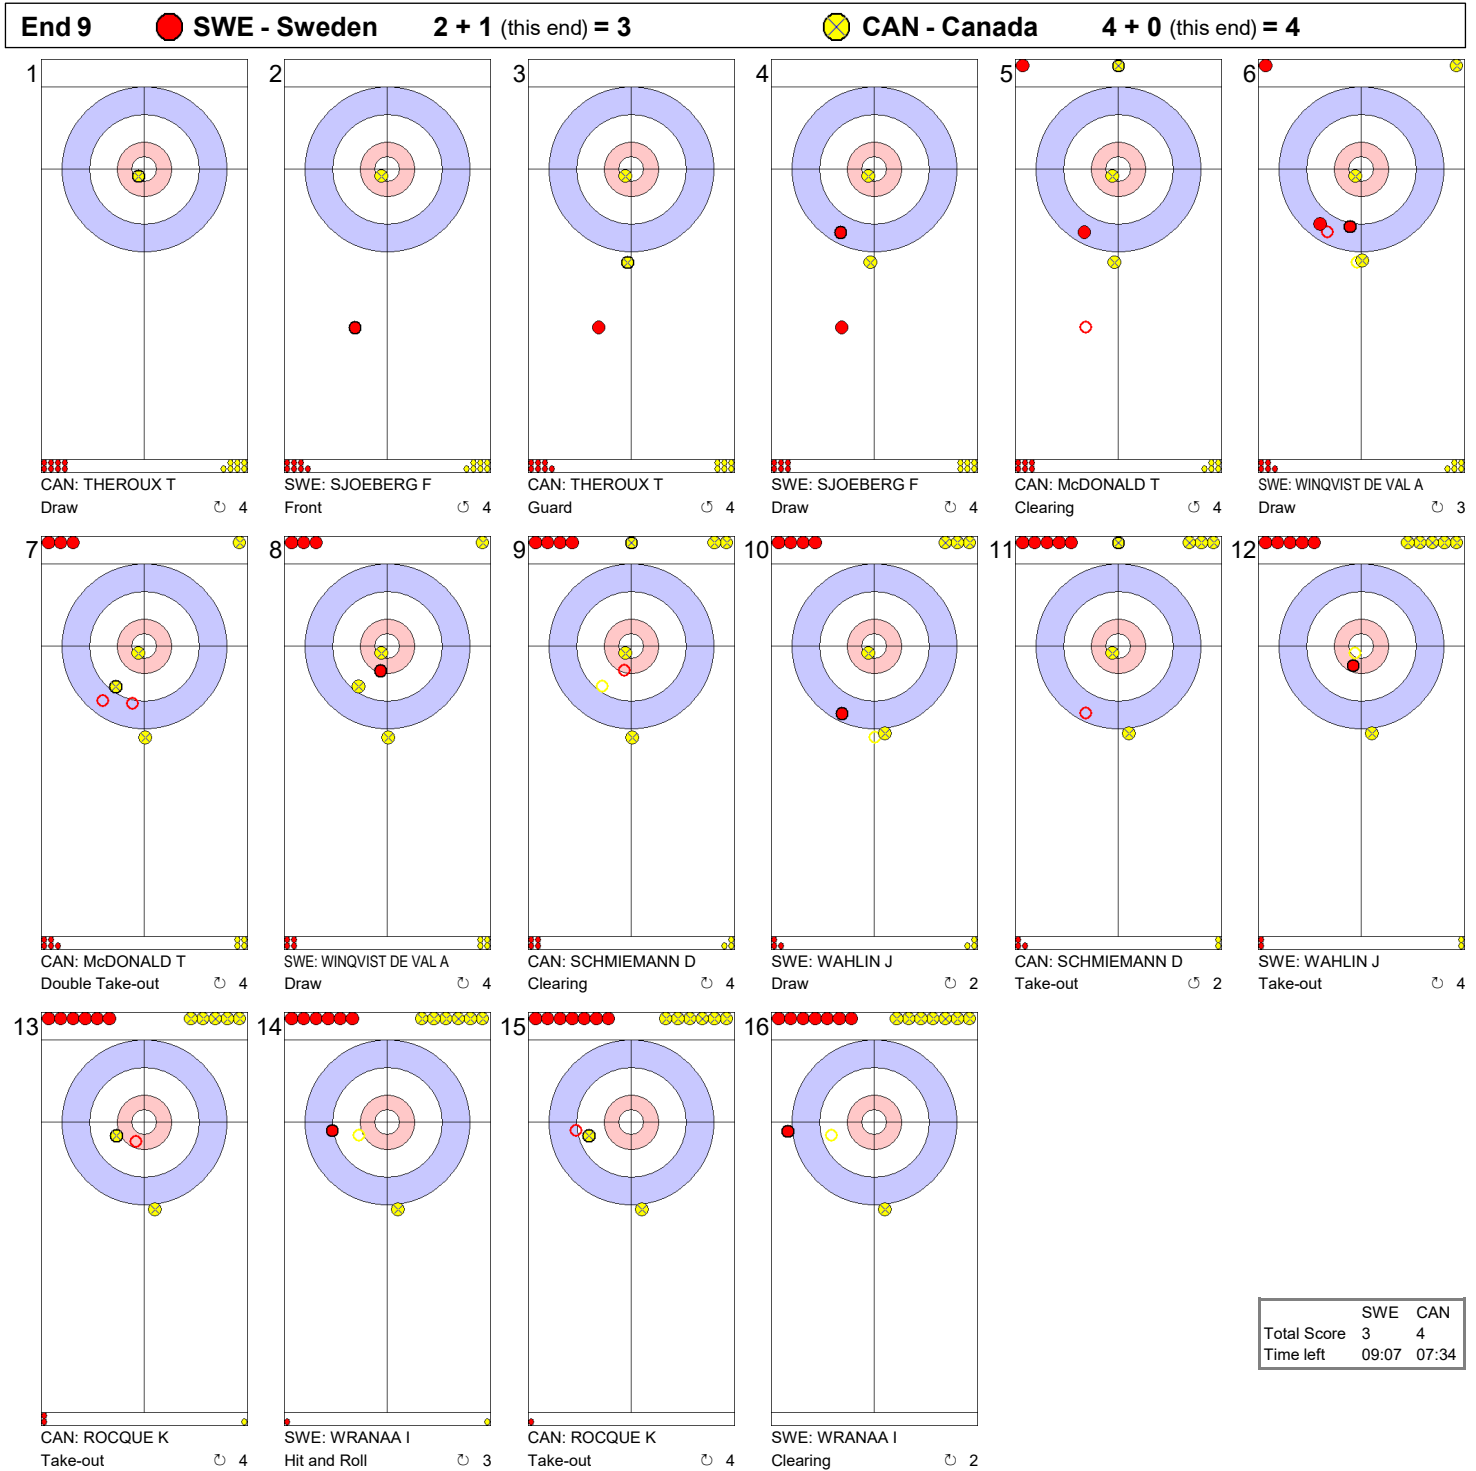 End 9 SWE - Sweden 2 + 1 (this end) = 3 CAN - Canada 4 + 0 (this end) = 4
1
CAN: THEROUX T
Draw ↻ 4
2
SWE: SJOEBERG F
Front ↺ 4
3
CAN: THEROUX T
Guard ↺ 4
4
SWE: SJOEBERG F
Draw ↻ 4
5
CAN: McDONALD T
Clearing ↺ 4
6
SWE: WINQVIST DE VAL A
Draw ↻ 3
7
CAN: McDONALD T
Double Take-out ↻ 4
8
SWE: WINQVIST DE VAL A
Draw ↺ 4
9
CAN: SCHMIEMANN D
Clearing ↻ 4
10
SWE: WAHLIN J
Draw ↻ 2
11
CAN: SCHMIEMANN D
Take-out ↻ 2
12
SWE: WAHLIN J
Take-out ↻ 4
13
CAN: ROCQUE K
Take-out ↻ 4
14
SWE: WRANAA I
Hit and Roll ↻ 3
15
CAN: ROCQUE K
Take-out ↻ 4
16
SWE: WRANAA I
Clearing ↻ 2
SWE CAN
Total Score 3 4
Time left 09:07 07:34